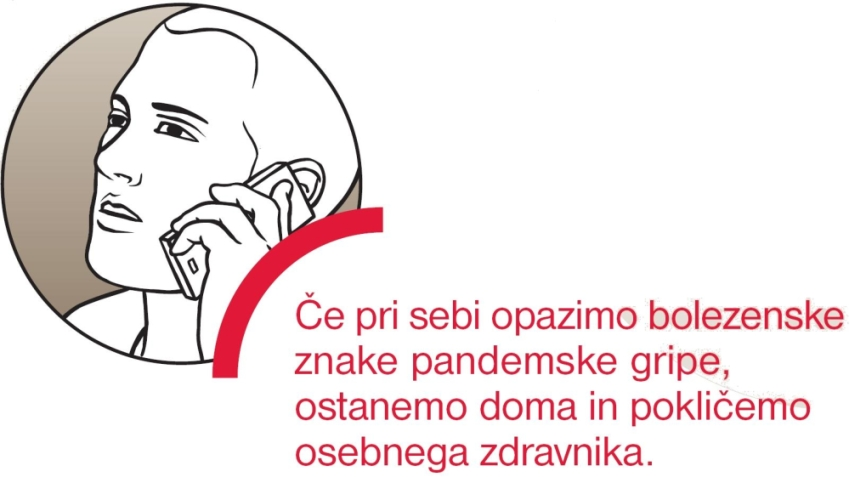 Če pri sebi opazimo bolezenske
znake pandemske gripe,
ostanemo doma in pokličemo
osebnega zdravnika.